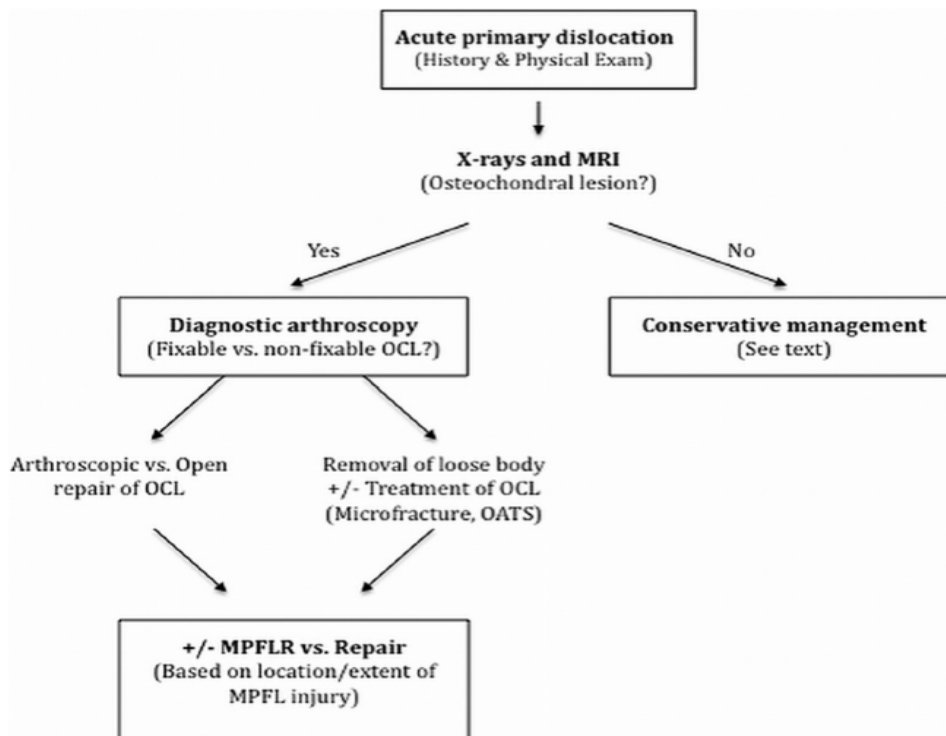 Acute primary dislocation
(History & Physical Exam)
X-rays and MRI
(Osteochondral lesion?)
Yes
No
Diagnostic arthroscopy
(Fixable vs. non-fixable OCL?)
Conservative management
(See text)
Arthroscopic vs. Open
repair of OCL
Removal of loose body
+/- Treatment of OCL
(Microfracture, OATS)
+/- MPFLR vs. Repair
(Based on location/extent of
MPFL injury)